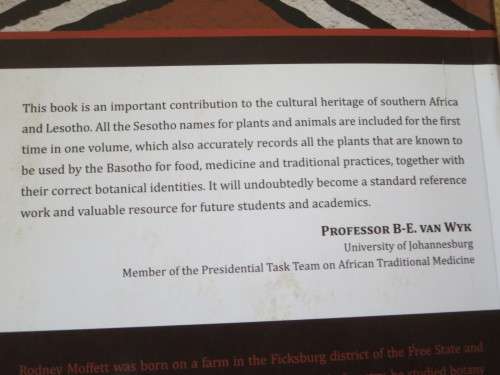 This book is an important contribution to the cultural heritage of southern Africa
and Lesotho. All the Sesotho names for plants and animals are included for the first
time in one volume, which also accurately records all the plants that are known to
be used by the Basotho for food, medicine and traditional practices, together with
their correct botanical identities. It will undoubtedly become a standard reference
work and valuable resource for future students and academics.
PROFESSOR B-E. VAN WYK
University of Johannesburg
Member of the Presidential Task Team on African Traditional Medicine
Rodney Moffett was born on a farm in the Ficksburg district of the Free State and
studied botany